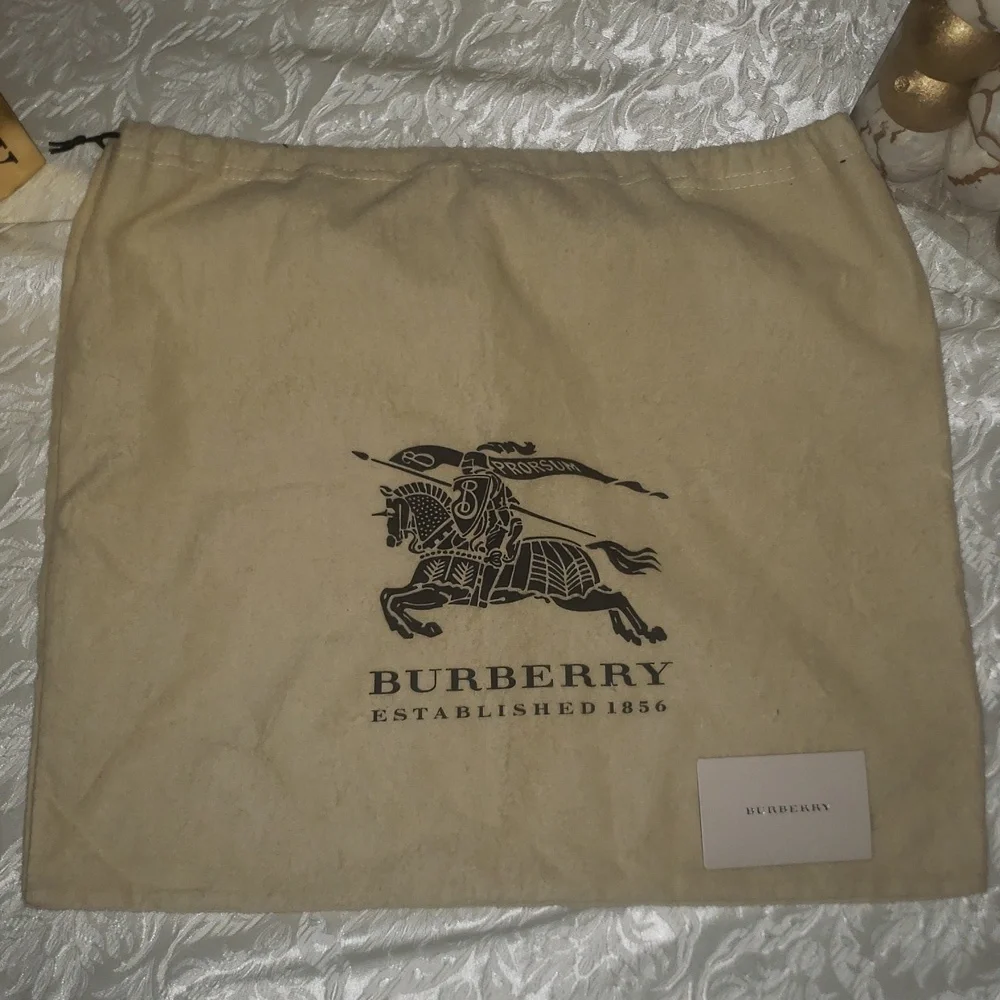 B PRORSUM
B
BURBERRY
ESTABLISHED 1856
BURBERRY